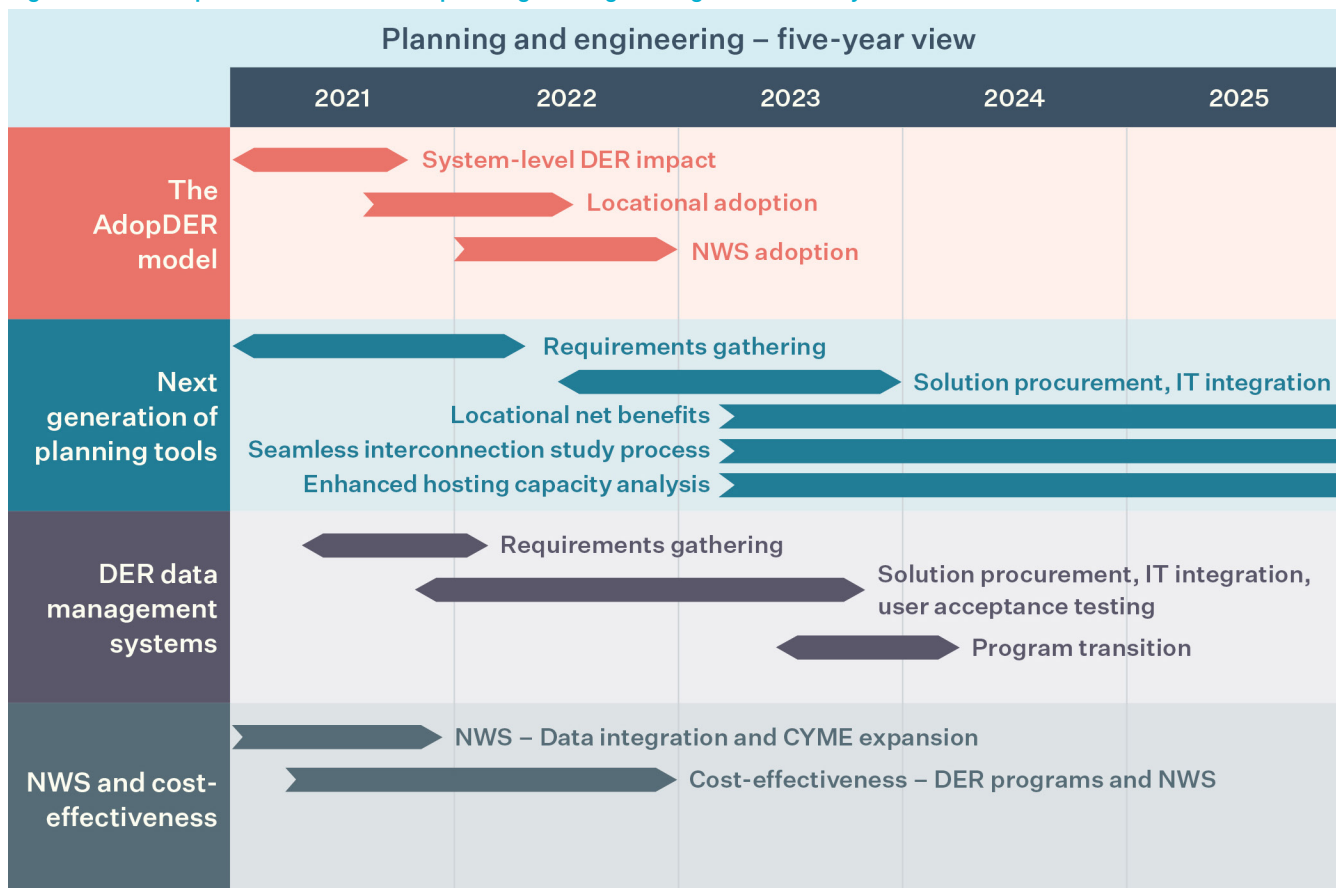 Planning and engineering – five-year view
2021 2022 2023 2024 2025
The
AdopDER
model
System-level DER impact
Locational adoption
NWS adoption
Next
generation of
planning tools
Requirements gathering
Solution procurement, IT integration
Locational net benefits
Seamless interconnection study process
Enhanced hosting capacity analysis
DER data
management
systems
Requirements gathering
Solution procurement, IT integration,
user acceptance testing
Program transition
NWS and cost-
effectiveness
NWS – Data integration and CYME expansion
Cost-effectiveness – DER programs and NWS